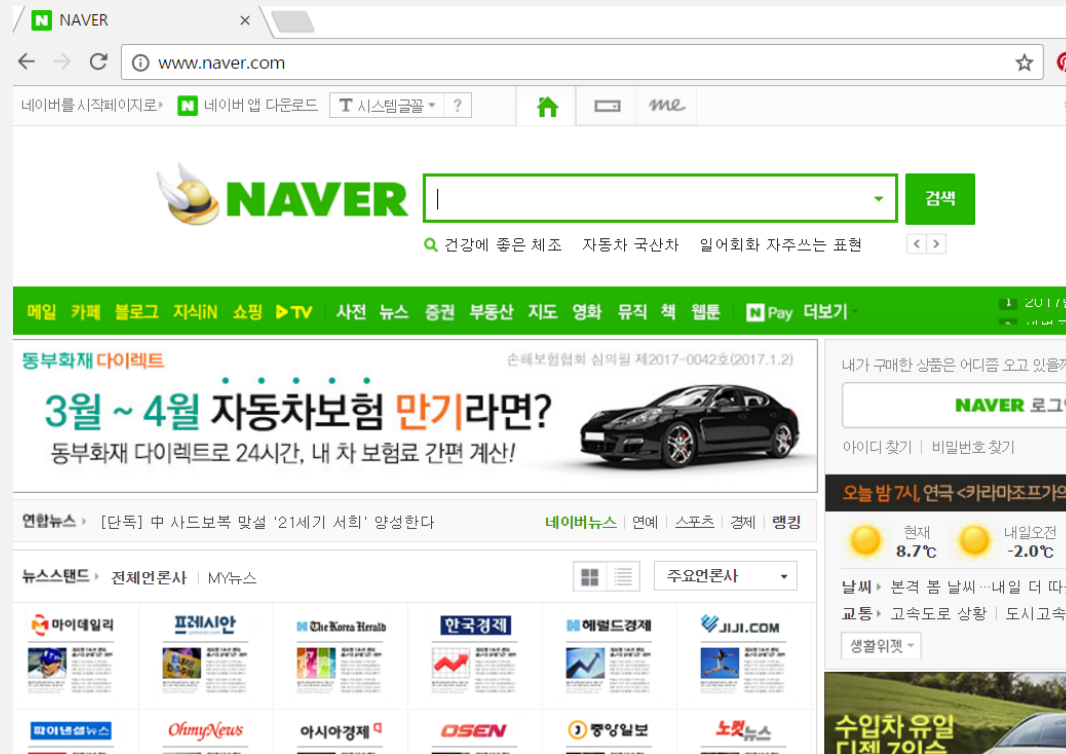 NAVER
www.naver.com
네이버를 시작페이지로 네이버 앱 다운로드 T 시스템글꼴 ? me
NAVER 검색
건강에 좋은 체조 자동차 국산차 일어회화 자주쓰는 표현
메일 카페 블로그 지식iN 쇼핑 TV 사전 뉴스 증권 부동산 지도 영화 뮤직 책 웹툰 N Pay 더보기
동부화재 다이렉트 손해보험협회 심의필 제2017-0042호(2017.1.2)
3월 ~ 4월 자동차보험 만기라면?
동부화재 다이렉트로 24시간, 내 차 보험료 간편 계산!
내가 구매한 상품은 어디쯤 오고
NAVER
아이디 찾기 | 비밀번호 찾기
오늘 밤 7시, 연극 <카라마조프가의
연합뉴스 [단독] 中 사드보복 맞설 '21세기 서희' 양성한다 네이버뉴스 | 연예 | 스포츠 | 경제 | 랭킹
현재 내일오전
8.7℃ -2.0℃
뉴스스탠드 전체언론사 | MY뉴스 주요언론사
날씨 본격 봄 날씨…내일 더
교통 고속도로 상황 |
생활위젯
마이데일리 프레시안 The Korea Herald 한국경제 헤럴드경제 JIJI.COM
파이낸셜뉴스 OhmyNews 아시아경제 OSEN 중앙일보 노컷뉴스
수입차 유일